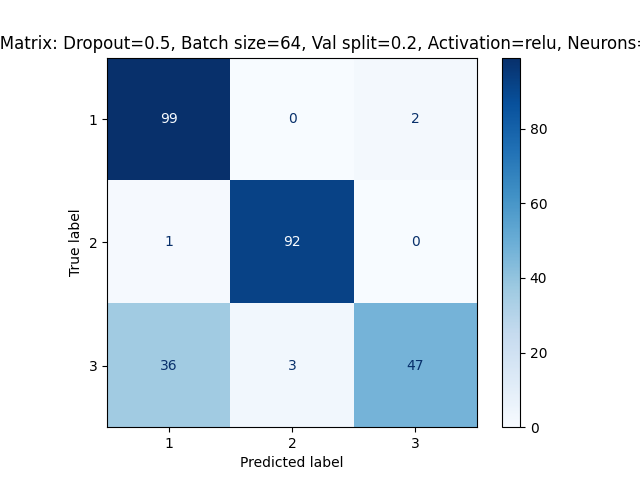 Matrix: Dropout=0.5, Batch size=64, Val split=0.2, Activation=relu, Neurons=
99 0 2
1 92 0
36 3 47
1
2
3
True label
1 2 3
Predicted label
80
60
40
20
0